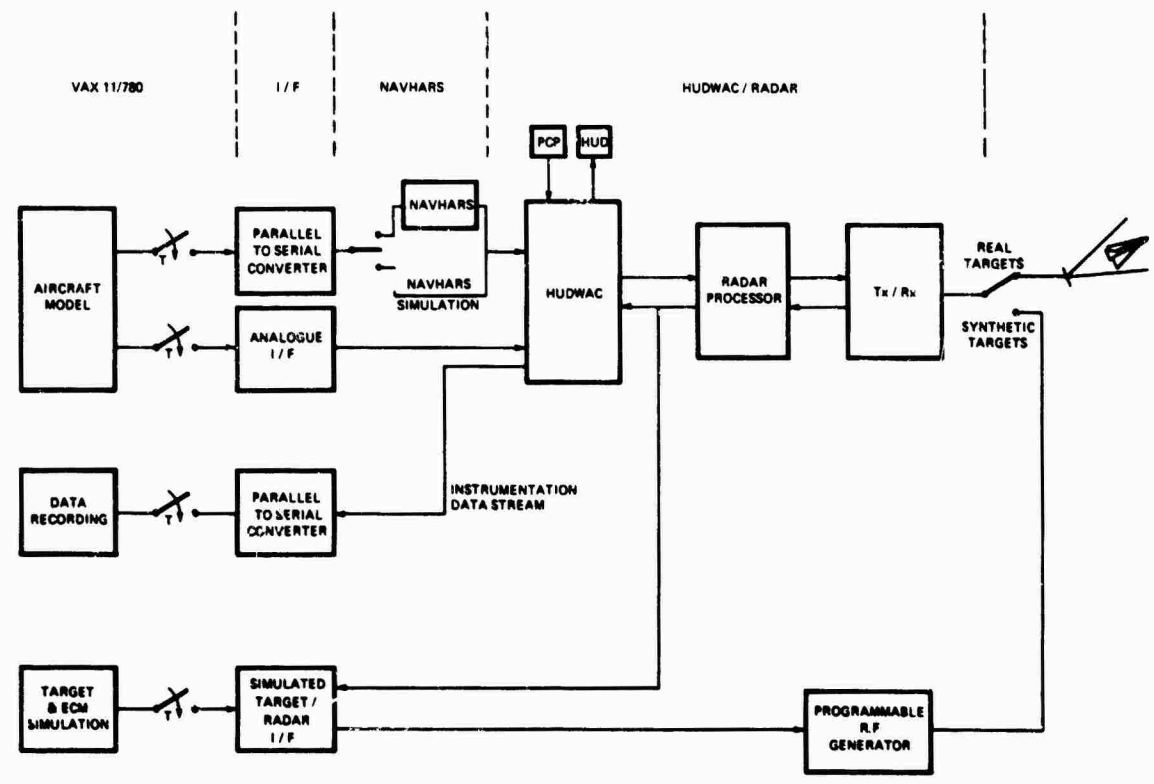 VAX 11/780
I / F
NAVHARS
HUDWAC / RADAR
PCP
HUD
AIRCRAFT
MODEL
T
PARALLEL
TO SERIAL
CONVERTER
NAVHARS
NAVHARS
SIMULATION
HUDWAC
RADAR
PROCESSOR
Tx / Rx
REAL
TARGETS
SYNTHETIC
TARGETS
T
ANALOGUE
I / F
DATA
RECORDING
T
PARALLEL
TO SERIAL
CONVERTER
INSTRUMENTATION
DATA STREAM
TARGET
& ECM
SIMULATION
T
SIMULATED
TARGET /
RADAR
I / F
PROGRAMMABLE
R.F
GENERATOR